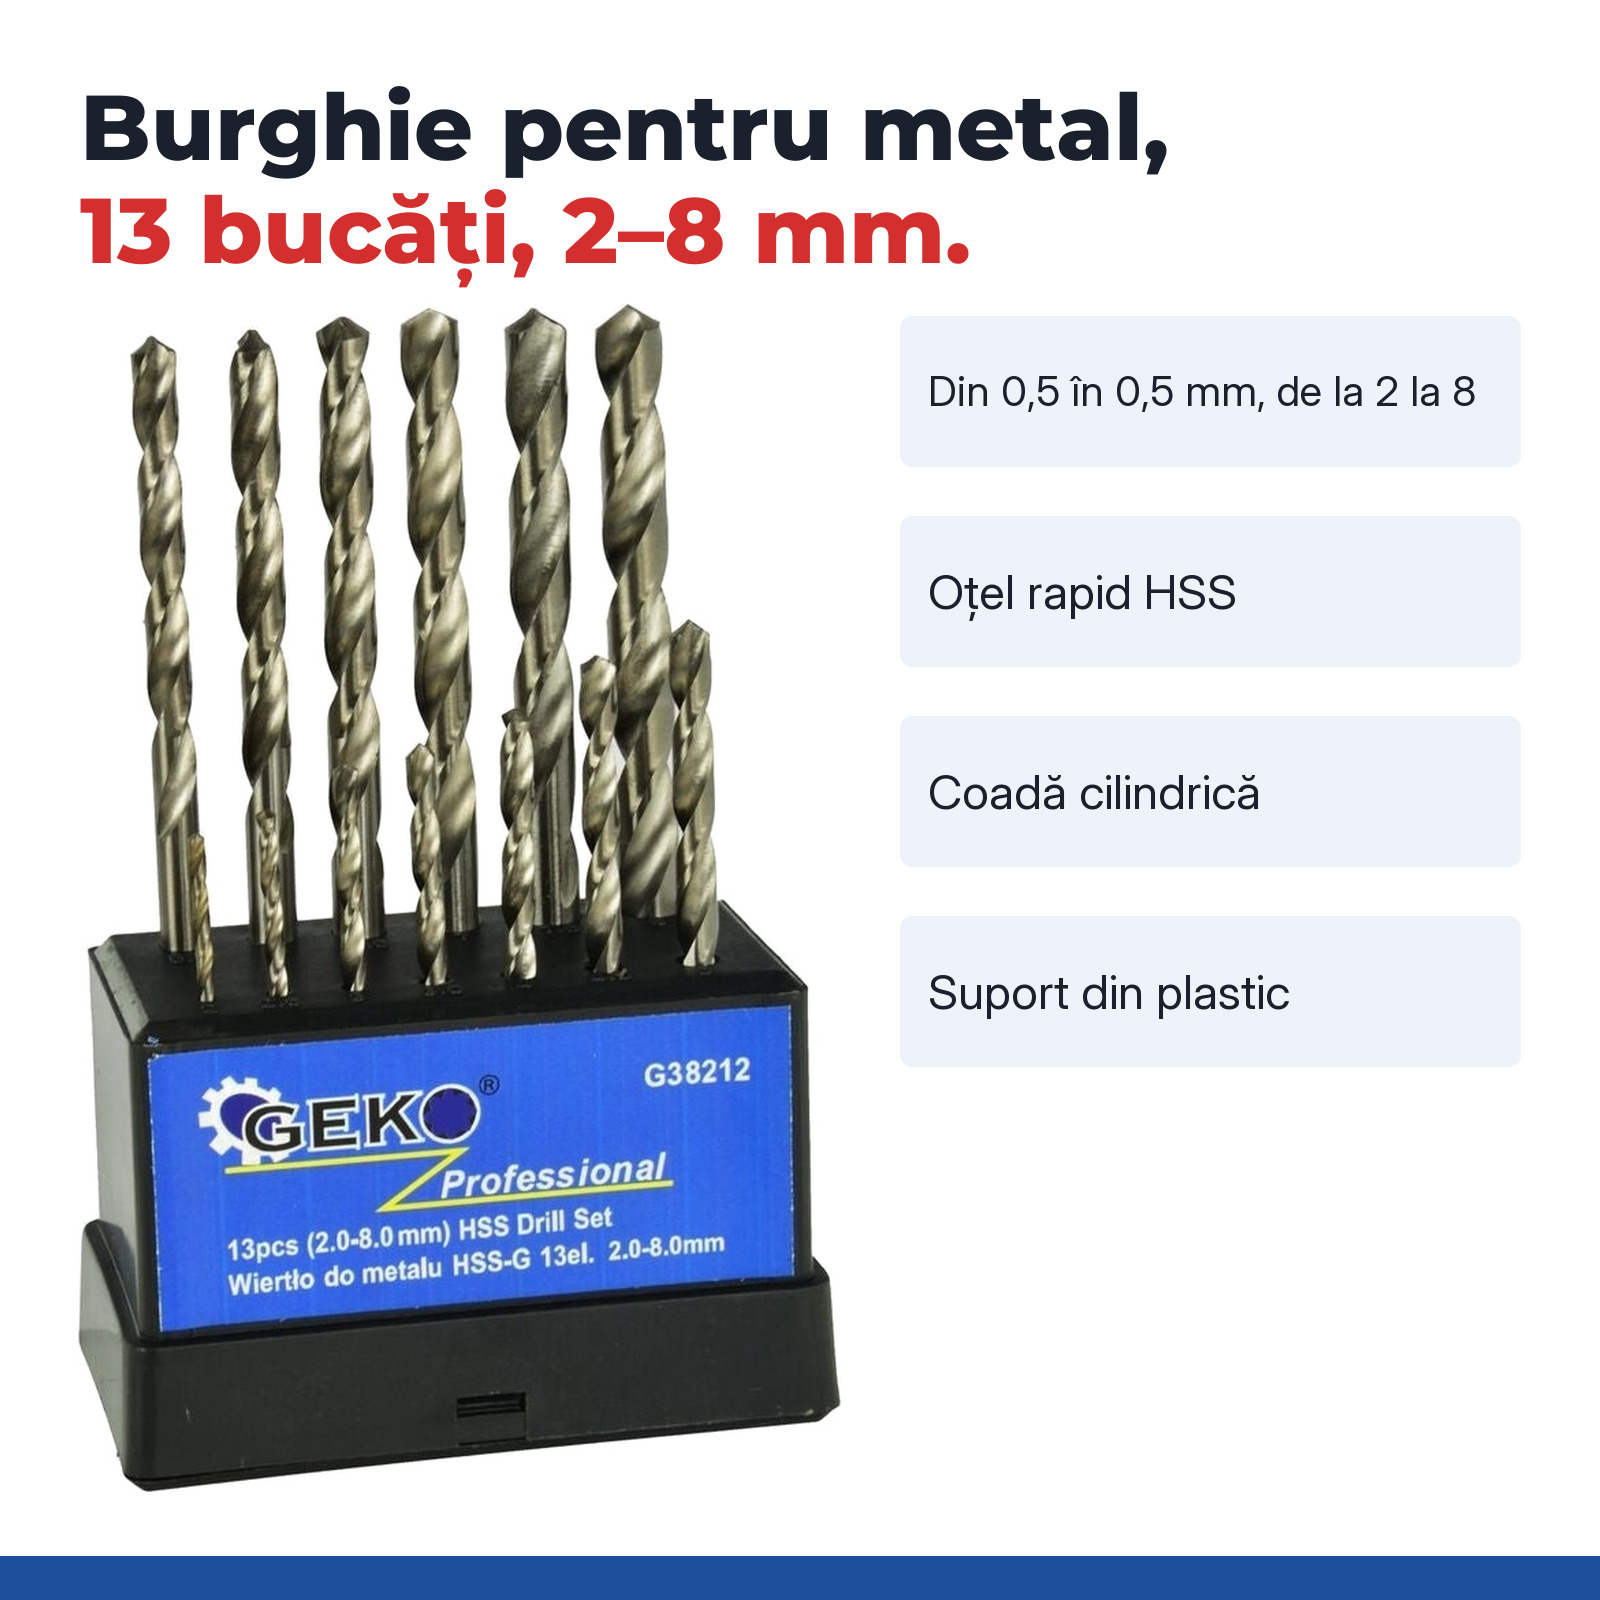 Burghie pentru metal,
13 bucăți, 2–8 mm.
Din 0,5 în 0,5 mm, de la 2 la 8
Oțel rapid HSS
Coadă cilindrică
Suport din plastic
G38212
GEKO®
Professional
13pcs (2.0-8.0 mm) HSS Drill Set
Wiertło do metalu HSS-G 13el. 2.0-8.0mm